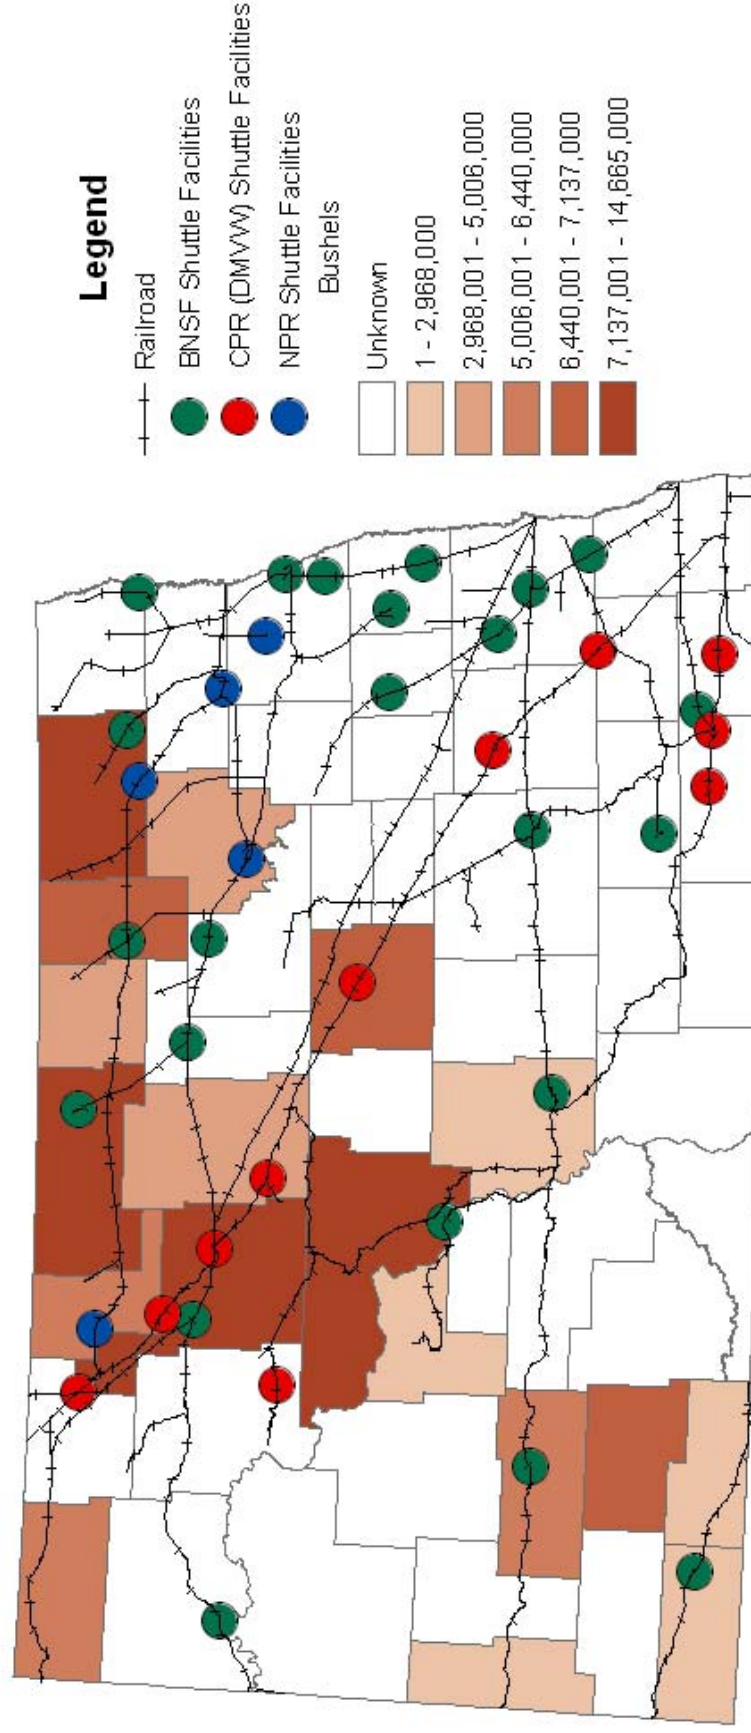 Legend
Railroad
BNSF Shuttle Facilities
CPR (DMVW) Shuttle Facilities
NPR Shuttle Facilities
Bushels
Unknown
1 - 2,968,000
2,968,001 - 5,006,000
5,006,001 - 6,440,000
6,440,001 - 7,137,000
7,137,001 - 14,665,000